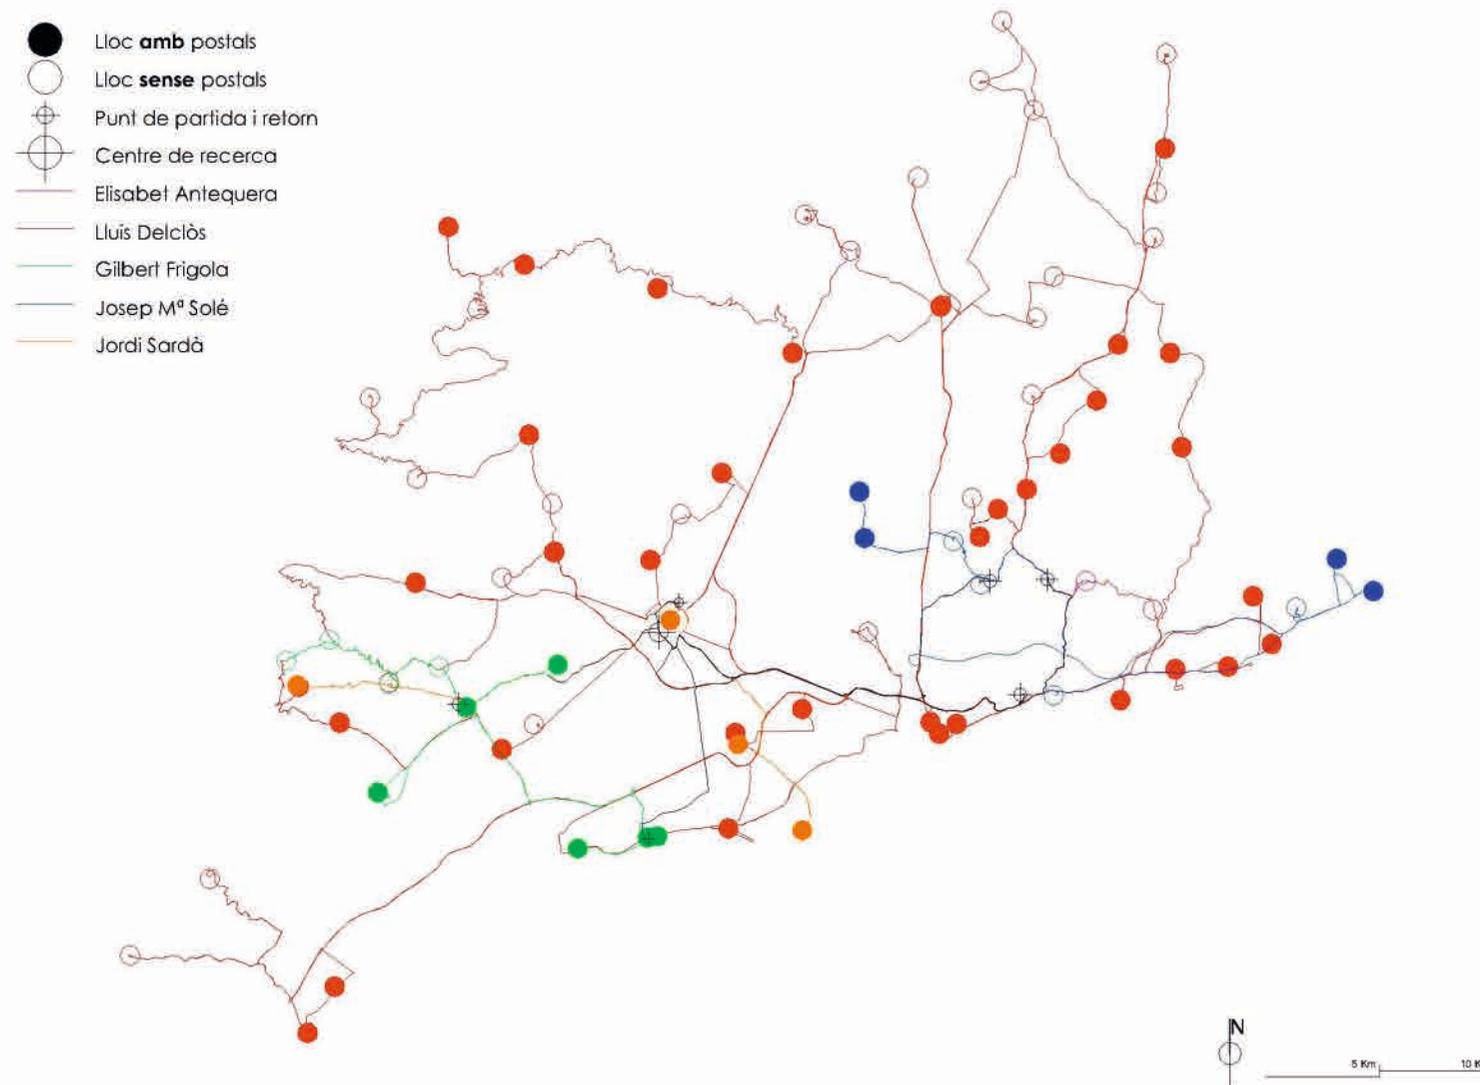 Lloc amb postals
Lloc sense postals
Punt de partida i retorn
Centre de recerca
Elisabet Antequera
Lluís Delclòs
Gilbert Frigola
Josep Mª Solé
Jordi Sardà
N
5 Km
10 K